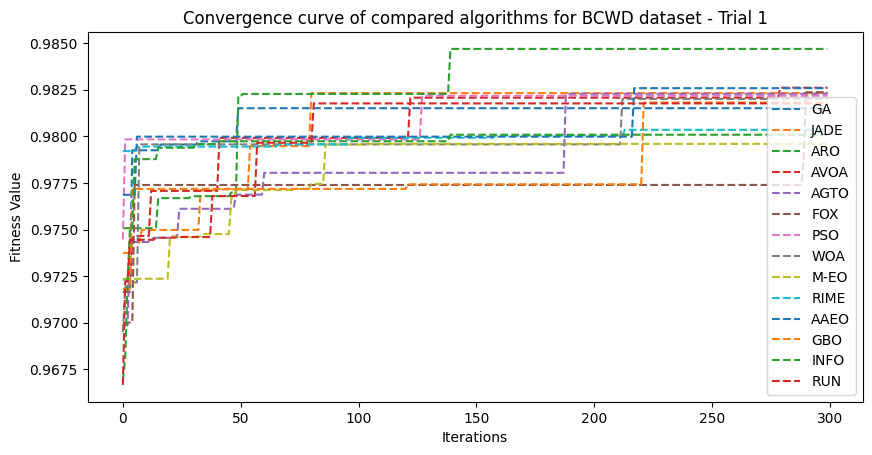 Convergence curve of compared algorithms for BCWD dataset - Trial 1
Fitness Value
0.9850
0.9825
0.9800
0.9775
0.9750
0.9725
0.9700
0.9675
0
50
100
150
200
250
300
Iterations
GA
JADE
ARO
AVOA
AGTO
FOX
PSO
WOA
M-EO
RIME
AAEO
GBO
INFO
RUN